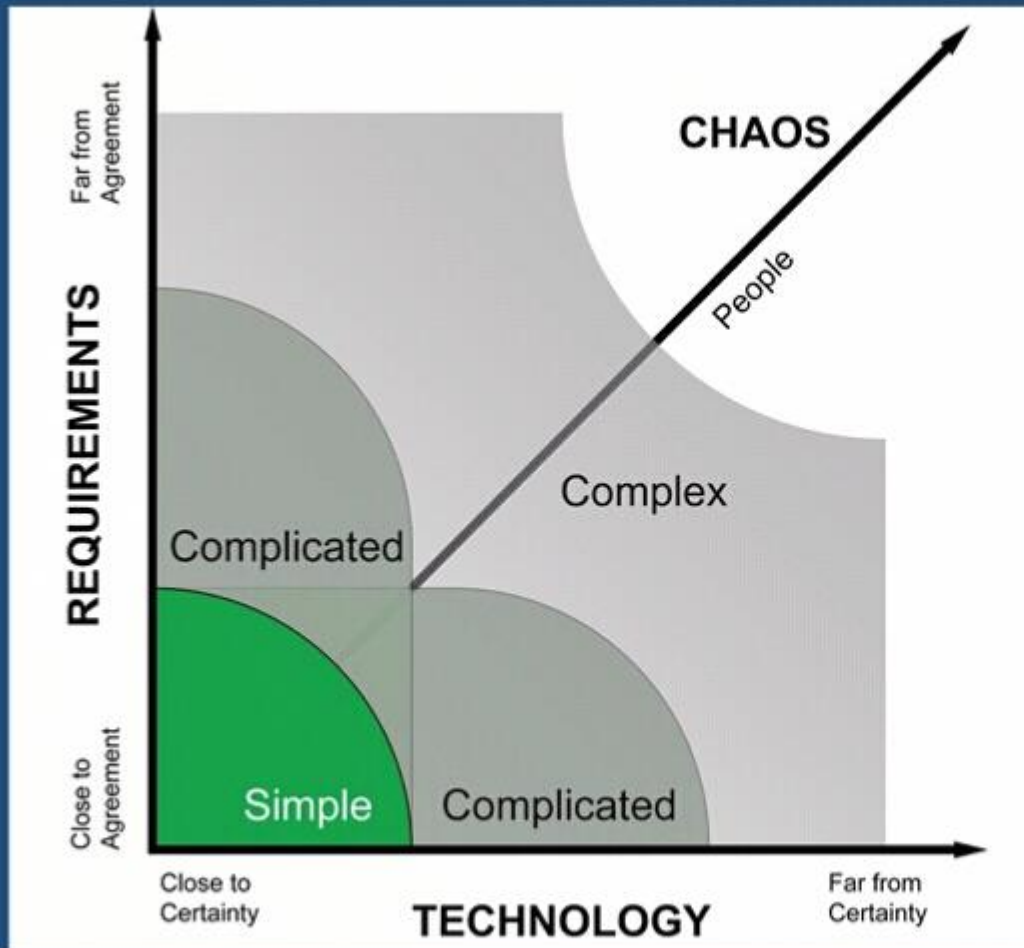 Far from
Agreement
CHAOS
People
REQUIREMENTS
Complex
Complicated
Close to
Agreement
Simple
Complicated
Close to
Certainty
TECHNOLOGY
Far from
Certainty